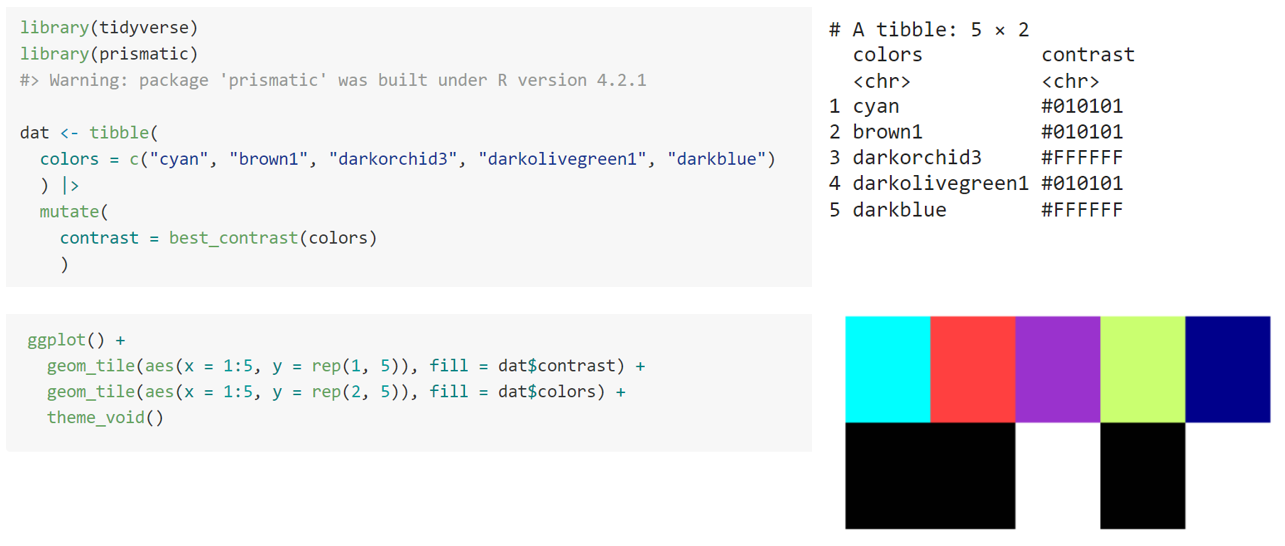 library(tidyverse)
library(prismatic)
#> Warning: package 'prismatic' was built under R version 4.2.1
dat <- tibble(
  colors = c("cyan", "brown1", "darkorchid3", "darkolivegreen1", "darkblue")
  ) |>
  mutate(
    contrast = best_contrast(colors)
    )
ggplot() +
  geom_tile(aes(x = 1:5, y = rep(1, 5)), fill = dat$contrast) +
  geom_tile(aes(x = 1:5, y = rep(2, 5)), fill = dat$colors) +
  theme_void()
# A tibble: 5 × 2
  colors          contrast
  <chr>           <chr>
1 cyan            #010101
2 brown1          #010101
3 darkorchid3     #FFFFFF
4 darkolivegreen1 #010101
5 darkblue        #FFFFFF